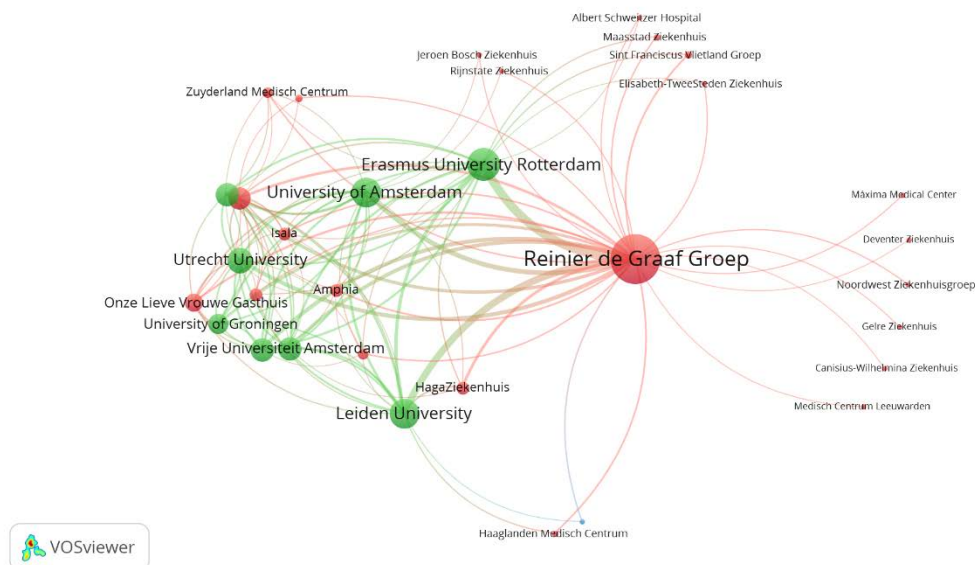 Albert Schweitzer Hospital
Maasstad Ziekenhuis
Jeroen Bosch Ziekenhuis
Sint Franciscus Vlietland Groep
Rijnstate Ziekenhuis
Elisabeth-TweeSteden Ziekenhuis
Zuyderland Medisch Centrum
Erasmus University Rotterdam
University of Amsterdam
Máxima Medical Center
Isala
Deventer Ziekenhuis
Utrecht University
Reinier de Graaf Groep
Amphia
Noordwest Ziekenhuisgroep
Onze Lieve Vrouwe Gasthuis
University of Groningen
Gelre Ziekenhuis
Vrije Universiteit Amsterdam
Canisius-Wilhelmina Ziekenhuis
HagaZiekenhuis
Medisch Centrum Leeuwarden
Leiden University
Haaglanden Medisch Centrum
VOSviewer